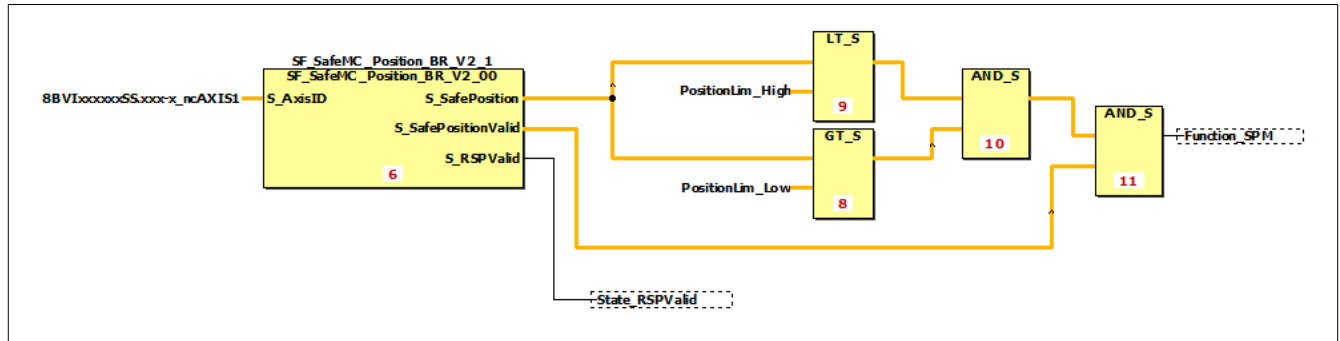 SF_SafeMC_Position_BR_V2_1
SF_SafeMC_Position_BR_V2_00
8BVIxxxxxxSS.xxx-x_ncAXIS1
S_AxisID
S_SafePosition
S_SafePositionValid
S_RSPValid
6
LT_S
PositionLim_High
9
GT_S
PositionLim_Low
8
AND_S
10
AND_S
11
Function_SPM
State_RSPValid